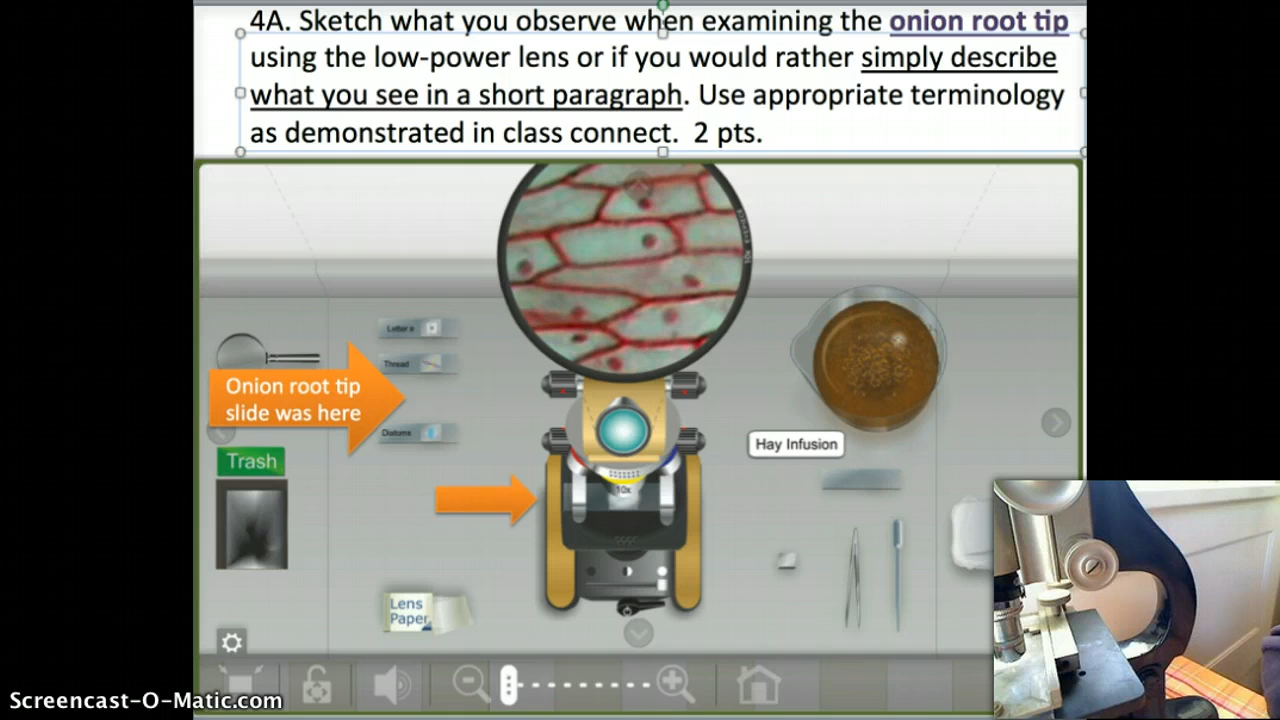 4A. Sketch what you observe when examining the onion root tip
using the low-power lens or if you would rather simply describe
what you see in a short paragraph. Use appropriate terminology
as demonstrated in class connect.  2 pts.
Letter e
Thread
Onion root tip
slide was here
Diatoms
Trash
Hay Infusion
10x
Lens
Paper
Screencast-O-Matic.com